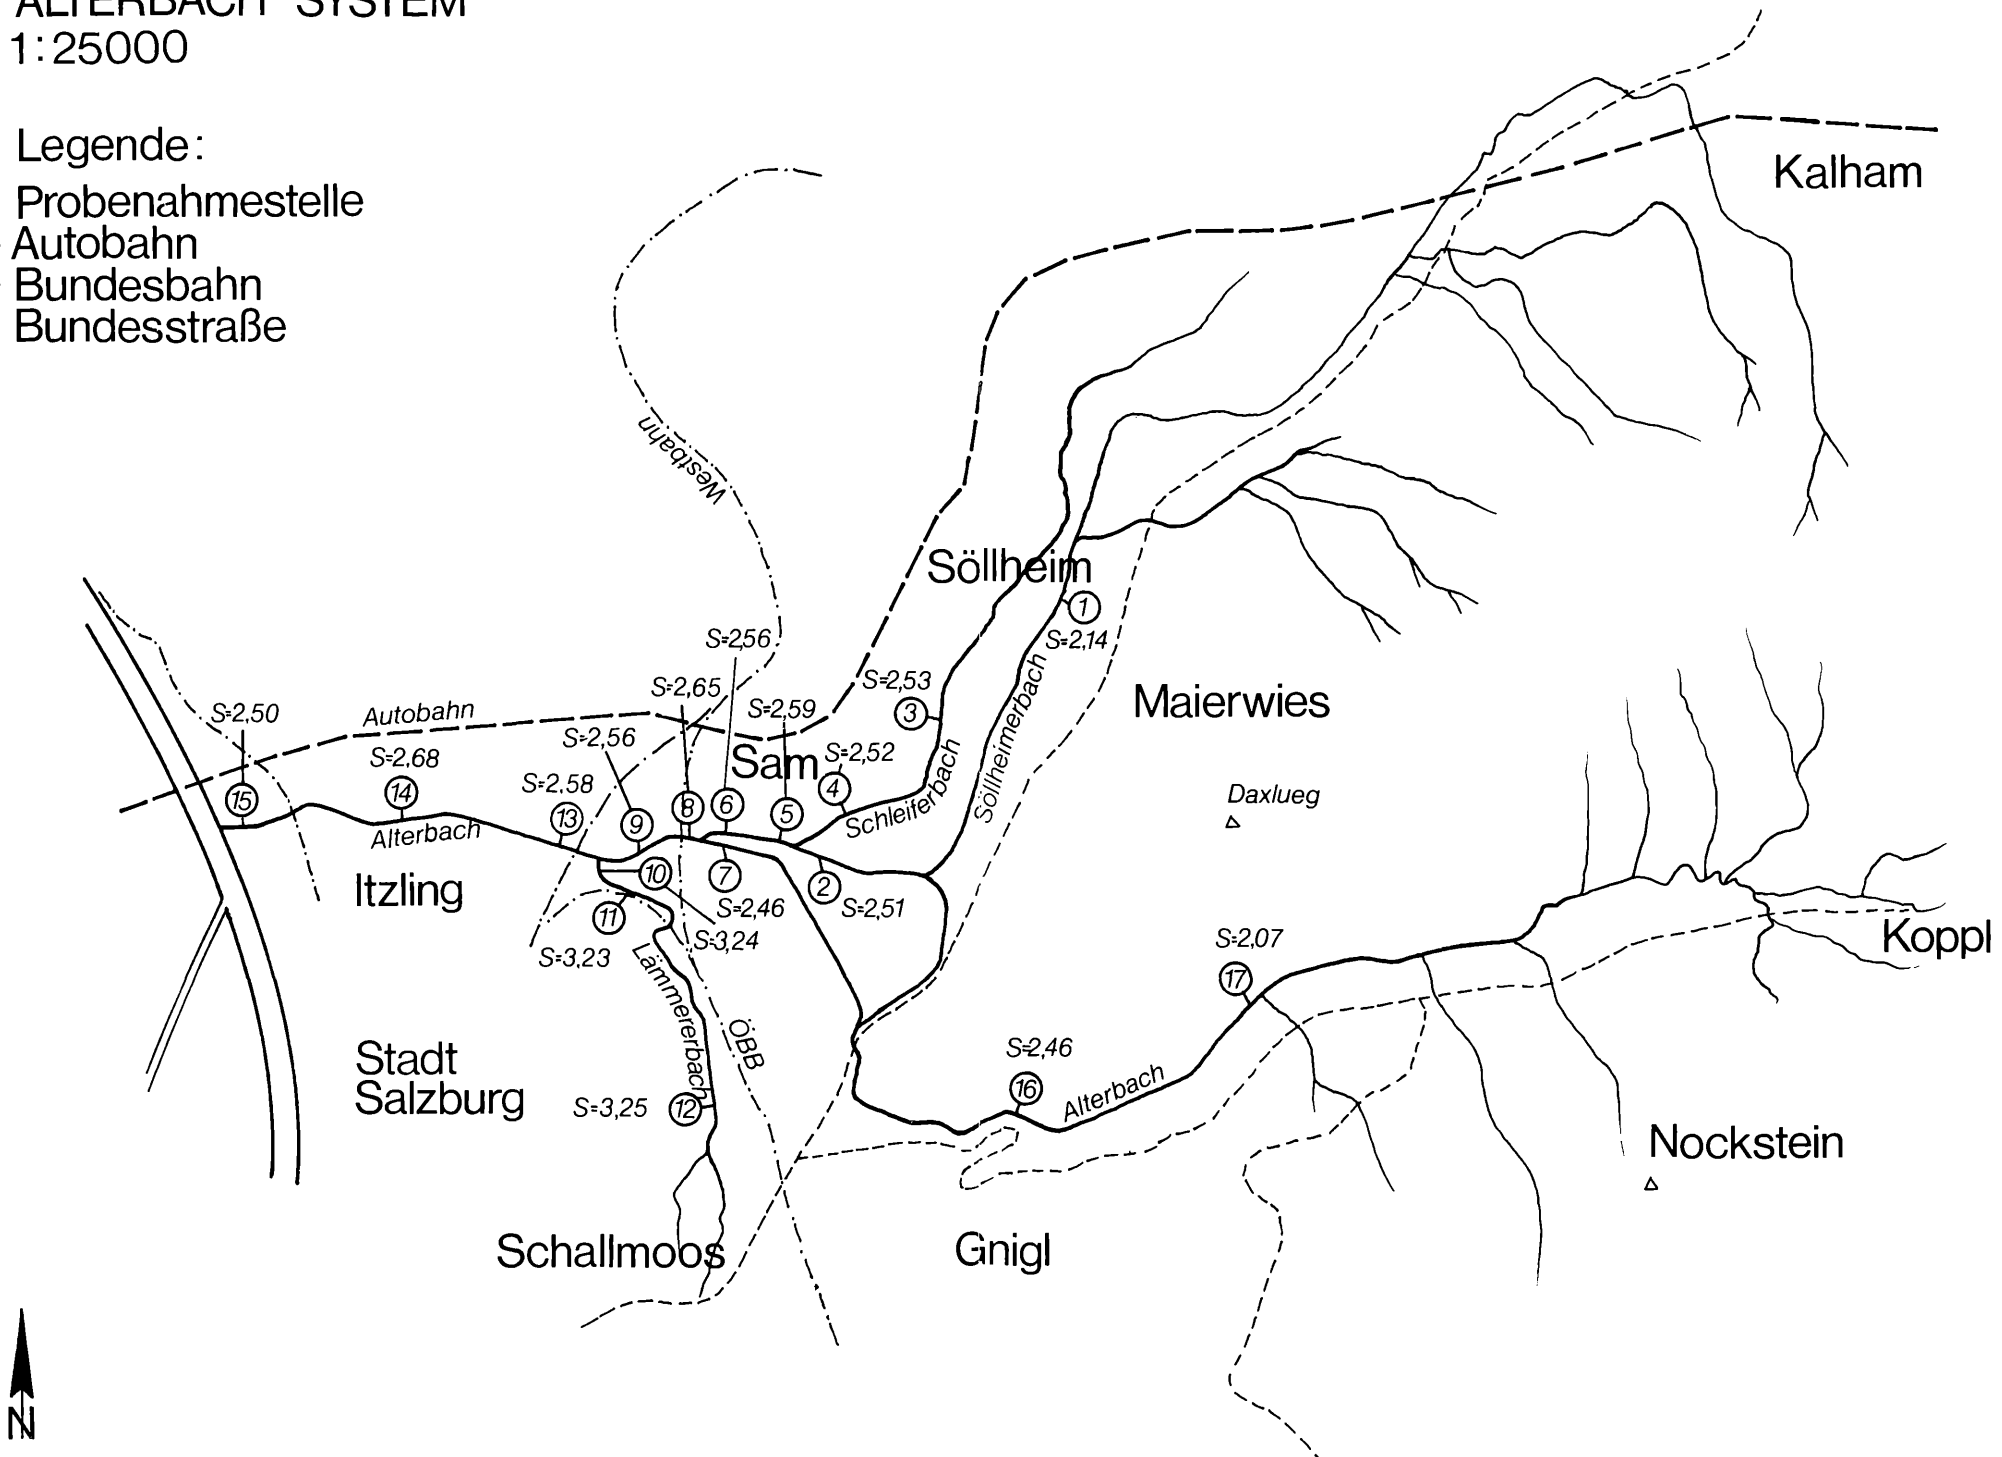 ALTERBACH SYSTEM
1:25000
Legende:
Probenahmestelle
Autobahn
Bundesbahn
Bundesstraße
Kalham
Westbahn
Söllheim
1
S=2,14
S=2,56
S=2,65
S=2,53
3
S=2,59
S=2,50
Autobahn
S=2,56
Sam
S=2,52
Maierwies
Söllheimerbach
Schleiferbach
S=2,68
S=2,58
15
14
13
9
8
6
5
4
Alterbach
Daxlueg
Itzling
10
7
2
11
S=2,46
S=2,51
S=3,24
S=3,23
S=2,07
17
Koppl
Lämmererbach
ÖBB
Stadt
Salzburg
S=3,25
12
S=2,46
16
Alterbach
Nockstein
Schallmoos
Gnigl
N